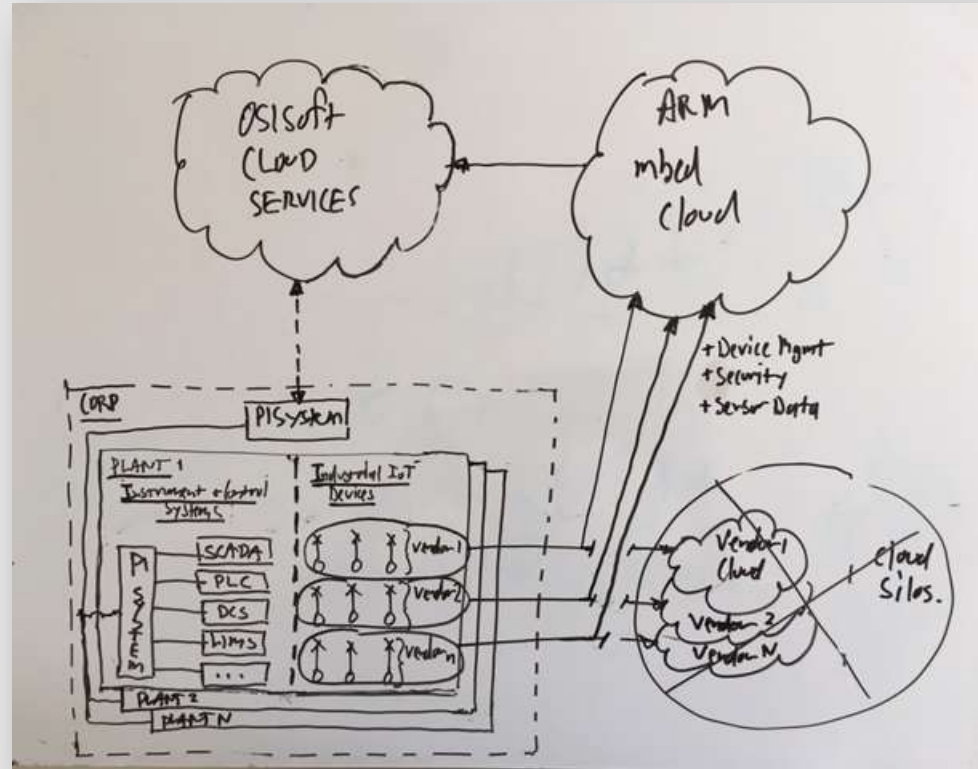 OSIsoft
CLOUD
SERVICES
ARM
mbed
Cloud
+ Device Mgmt
+ Security
+ Sensor Data
CORP
PI System
PLANT 1
Instrument + Control
Systems
Industrial IoT
Devices
PI
SYSTEM
SCADA
PLC
DCS
LIMS
...
Vendor 1
Vendor 2
Vendor n
PLANT 2
PLANT N
Vendor 1
Cloud
Vendor 2
Vendor N
Cloud
Silos.